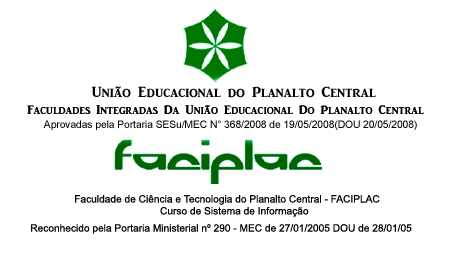 União Educacional do Planalto Central
Faculdades Integradas Da União Educacional Do Planalto Central
Aprovadas pela Portaria SESu/MEC N° 368/2008 de 19/05/2008(DOU 20/05/2008)
faciplac
Faculdade de Ciência e Tecnologia do Planalto Central - FACIPLAC
Curso de Sistema de Informação
Reconhecido pela Portaria Ministerial nº 290 - MEC de 27/01/2005 DOU de 28/01/05